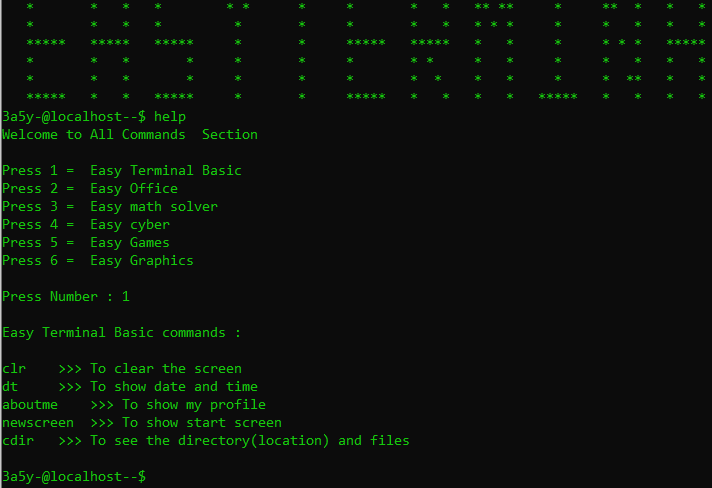 3a5y-@localhost--$ help
Welcome to All Commands  Section
Press 1 =  Easy Terminal Basic
Press 2 =  Easy Office
Press 3 =  Easy math solver
Press 4 =  Easy cyber
Press 5 =  Easy Games
Press 6 =  Easy Graphics
Press Number : 1
Easy Terminal Basic commands :
clr    >>> To clear the screen
dt     >>> To show date and time
aboutme    >>> To show my profile
newscreen  >>> To show start screen
cdir   >>> To see the directory(location) and files
3a5y-@localhost--$